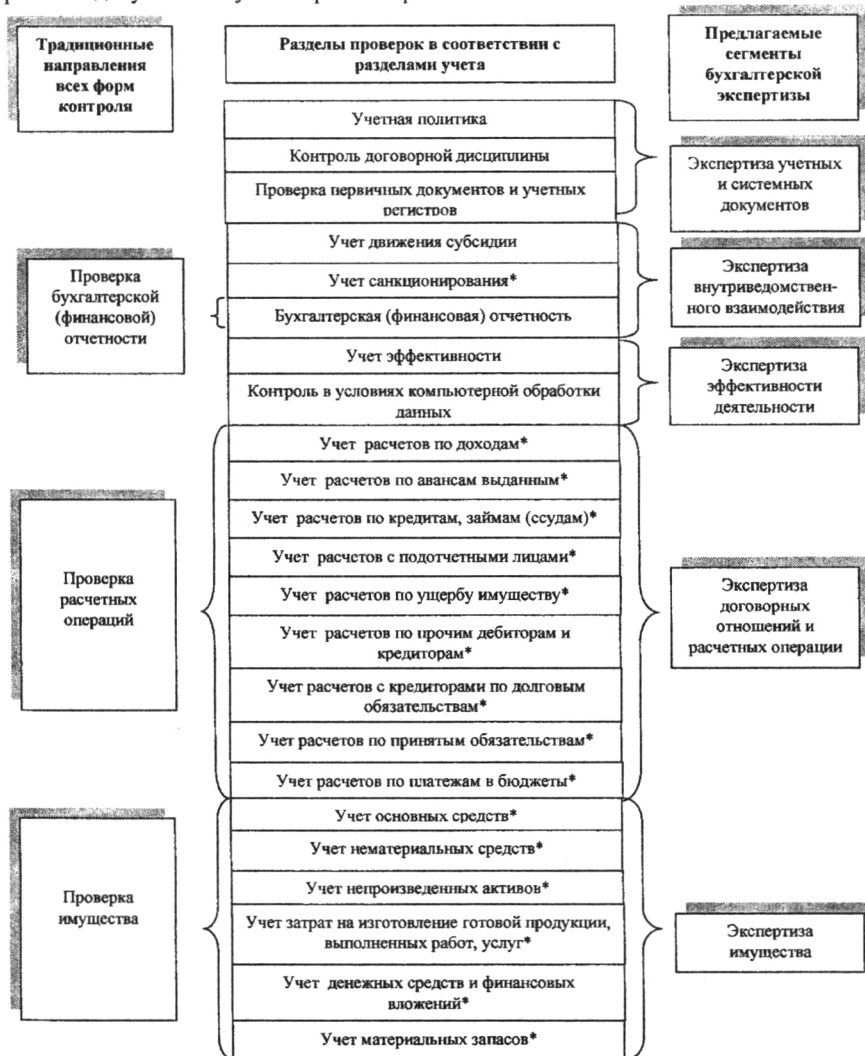 Традиционные
направления
всех форм
контроля
Разделы проверок в соответствии с
разделами учета
Предлагаемые
сегменты
бухгалтерской
экспертизы
Учетная политика
Контроль договорной дисциплины
Проверка первичных документов и учетных
регистров
Экспертиза учетных
и системных
документов
Проверка
бухгалтерской
(финансовой)
отчетности
Учет движения субсидии
Учет санкционирования*
Бухгалтерская (финансовая) отчетность
Экспертиза
внутриведомствен-
ного взаимодействия
Учет эффективности
Контроль в условиях компьютерной обработки
данных
Экспертиза
эффективности
деятельности
Проверка
расчетных
операций
Учет расчетов по доходам*
Учет расчетов по авансам выданным*
Учет расчетов по кредитам, займам (ссудам)*
Учет расчетов с подотчетными лицами*
Учет расчетов по ущербу имуществу*
Учет расчетов по прочим дебиторам и
кредиторам*
Учет расчетов с кредиторами по долговым
обязательствам*
Учет расчетов по принятым обязательствам*
Учет расчетов по платежам в бюджеты*
Экспертиза
договорных
отношений и
расчетных операции
Проверка
имущества
Учет основных средств*
Учет нематериальных средств*
Учет непроизведенных активов*
Учет затрат на изготовление готовой продукции,
выполненных работ, услуг*
Учет денежных средств и финансовых
вложений*
Учет материальных запасов*
Экспертиза
имущества